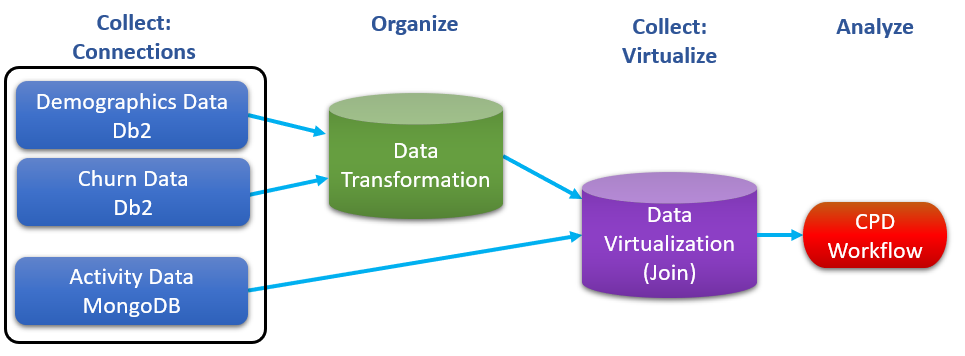 Collect:
Connections
Organize
Collect:
Virtualize
Analyze
Demographics Data
Db2
Churn Data
Db2
Activity Data
MongoDB
Data
Transformation
Data
Virtualization
(Join)
CPD
Workflow